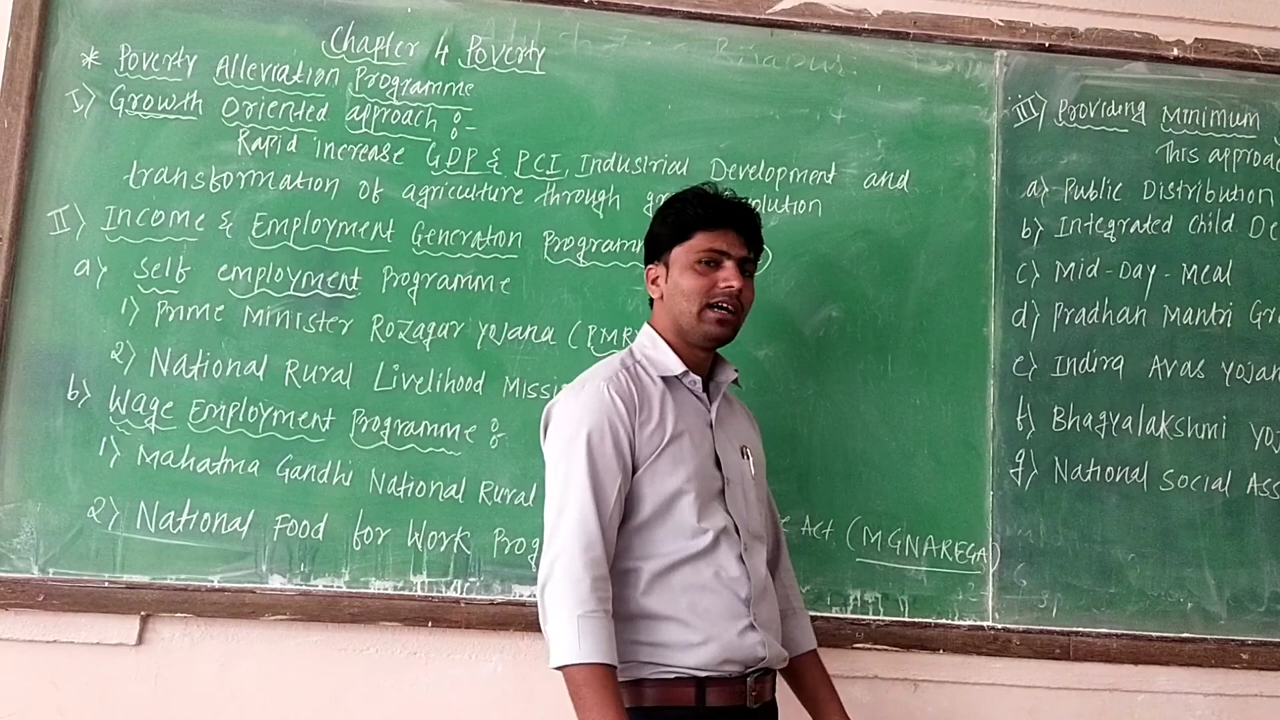 Chapter 4 Poverty
* Poverty Alleviation Programme
I) Growth Oriented approach :-
Rapid increase GDP & PCI, Industrial Development and
transformation of agriculture through
II) Income & Employment Generation
a) Self employment Programme
1) Prime Minister Rozagar Yojana (PMR
2) National Rural Livelihood Missi
b) Wage Employment Programme :
1) Mahatma Gandhi National Rural
Act (MGNAREGA)
2) National Food for Work Prog
iii) Providing Minimum
This approa
a) Public Distribution
b) Integrated Child De
c) Mid-Day-Meal
d) Pradhan Mantri Gr
e) Indira Avas Yojan
f) Bhagyalakshmi Yo
g) National Social Ass